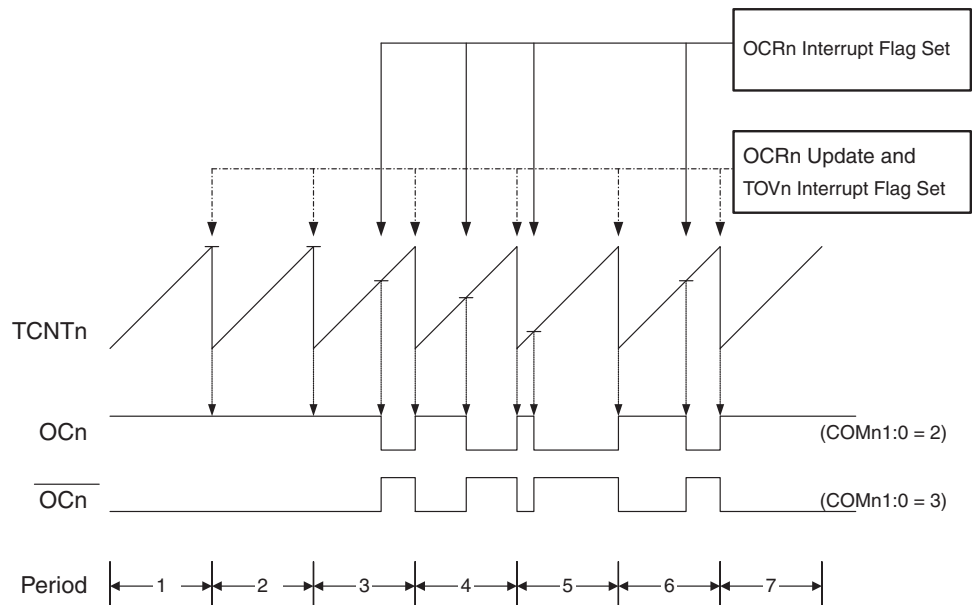 OCRn Interrupt Flag Set
OCRn Update and
TOVn Interrupt Flag Set
TCNTn
OCn
(COMn1:0 = 2)
OCn
(COMn1:0 = 3)
Period
1
2
3
4
5
6
7